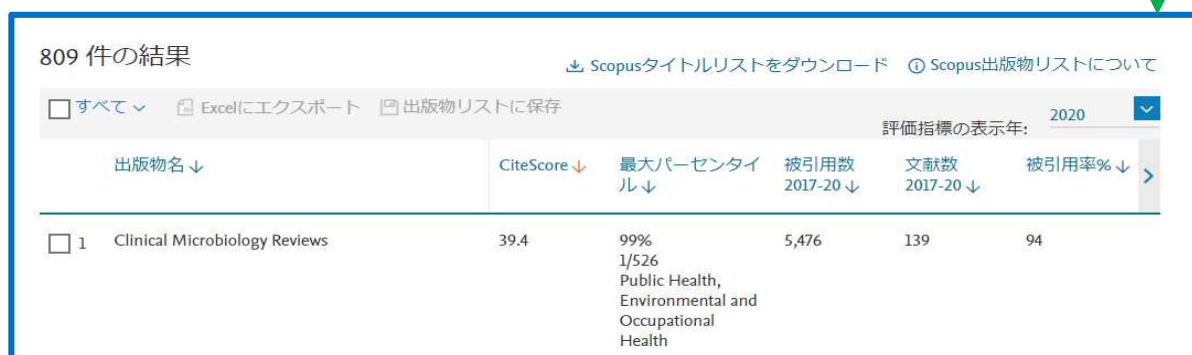 809 件の結果
Scopusタイトルリストをダウンロード Scopus出版物リストについて
すべて Excelにエクスポート 出版物リストに保存
評価指標の表示年: 2020
出版物名↓ CiteScore↓ 最大パーセンタイ 被引用数 文献数 被引用率%↓
ル↓ 2017-20↓ 2017-20↓
1 Clinical Microbiology Reviews 39.4 99% 5,476 139 94
1/526
Public Health,
Environmental and
Occupational
Health